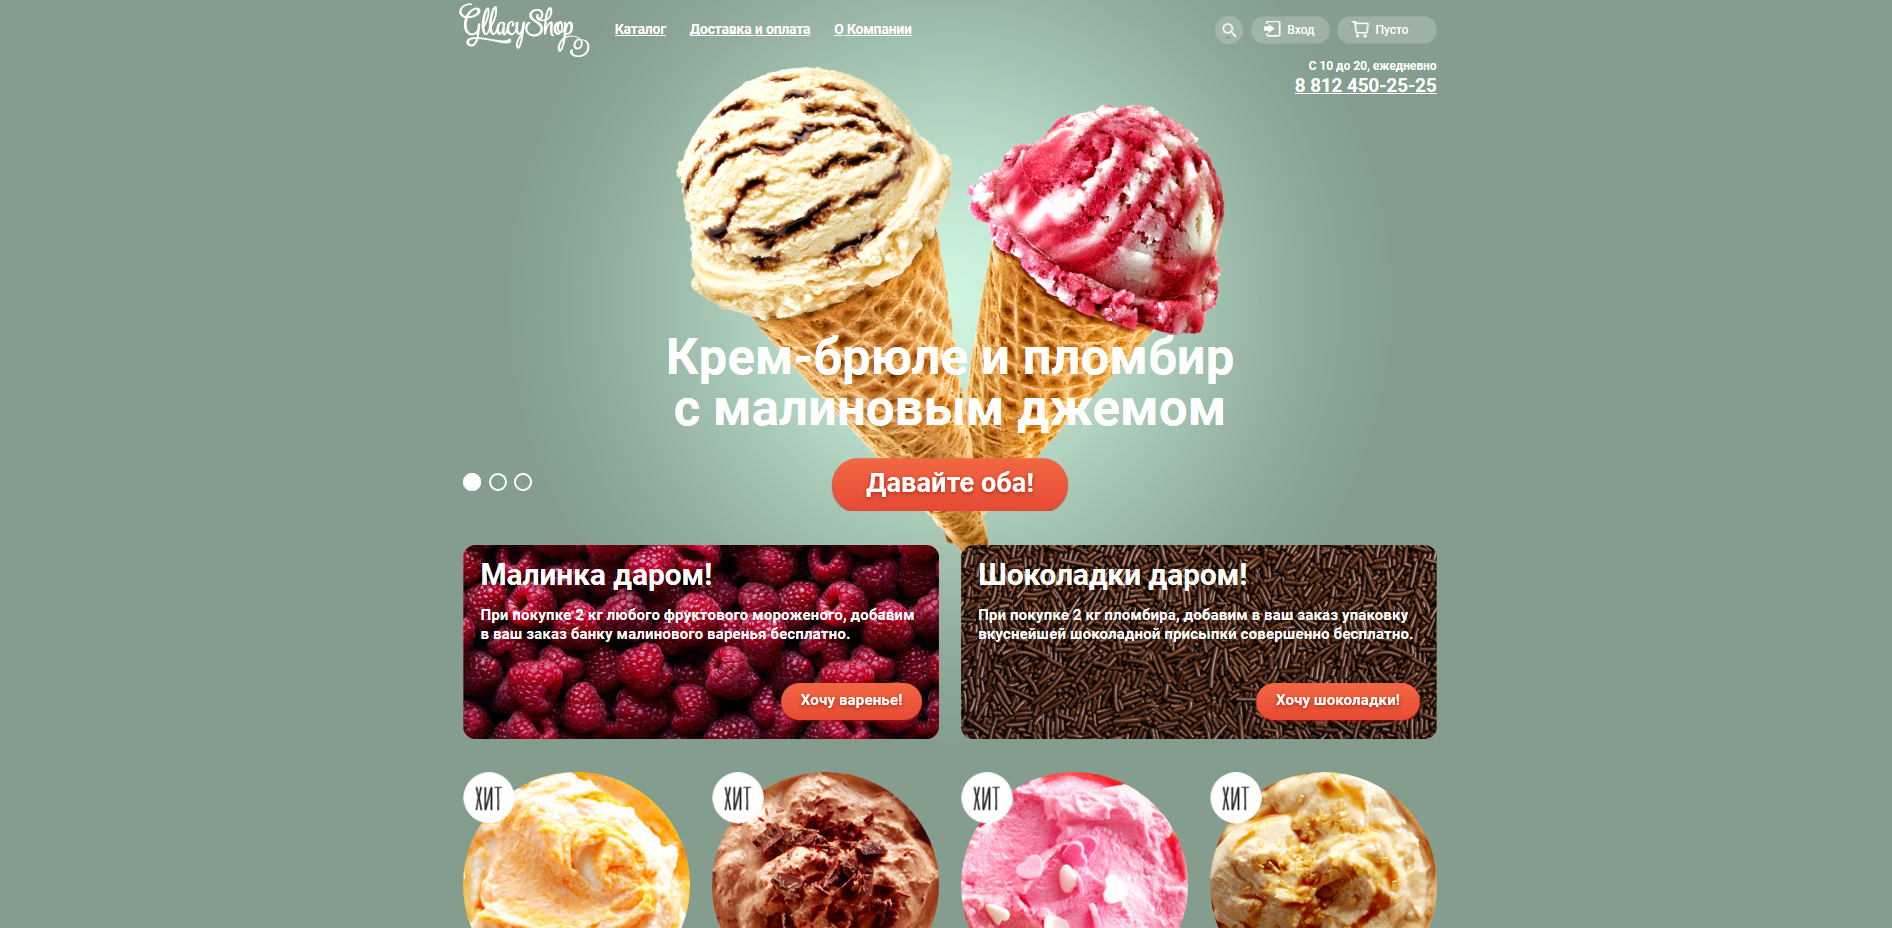 GllacyShop
Каталог Доставка и оплата О Компании
Вход Пусто
С 10 до 20, ежедневно
8 812 450-25-25
Крем-брюле и пломбир
с малиновым джемом
Давайте оба!
Малинка даром!
При покупке 2 кг любого фруктового мороженого, добавим
в ваш заказ банку малинового варенья бесплатно.
Хочу варенье!
Шоколадки даром!
При покупке 2 кг пломбира, добавим в ваш заказ упаковку
вкуснейшей шоколадной присыпки совершенно бесплатно.
Хочу шоколадки!
ХИТ
ХИТ
ХИТ
ХИТ